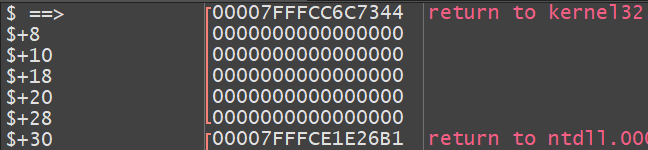 $ ==> 00007FFFCC6C7344 return to kernel32
$+8 0000000000000000
$+10 0000000000000000
$+18 0000000000000000
$+20 0000000000000000
$+28 0000000000000000
$+30 00007FFFCE1E26B1 return to ntdll.000